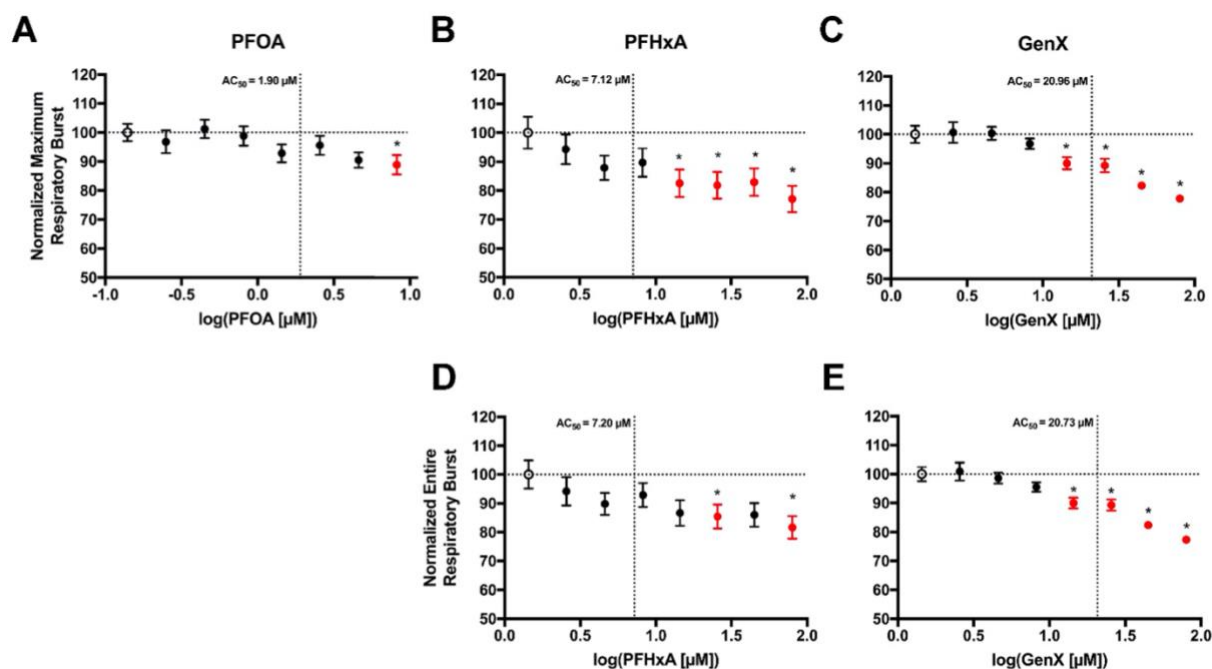 A
PFOA
Normalized Maximum
Respiratory Burst
120
110
100
90
80
70
60
50
AC50 = 1.90 µM
*
-1.0 -0.5 0.0 0.5 1.0
log(PFOA [µM])
B
PFHxA
120
110
100
90
80
70
60
50
AC50 = 7.12 µM
* * * *
0.0 0.5 1.0 1.5 2.0
log(PFHxA [µM])
C
GenX
120
110
100
90
80
70
60
50
AC50 = 20.96 µM
* * * *
0.0 0.5 1.0 1.5 2.0
log(GenX [µM])
D
Normalized Entire
Respiratory Burst
120
110
100
90
80
70
60
50
AC50 = 7.20 µM
* *
0.0 0.5 1.0 1.5 2.0
log(PFHxA [µM])
E
120
110
100
90
80
70
60
50
AC50 = 20.73 µM
* * * *
0.0 0.5 1.0 1.5 2.0
log(GenX [µM])